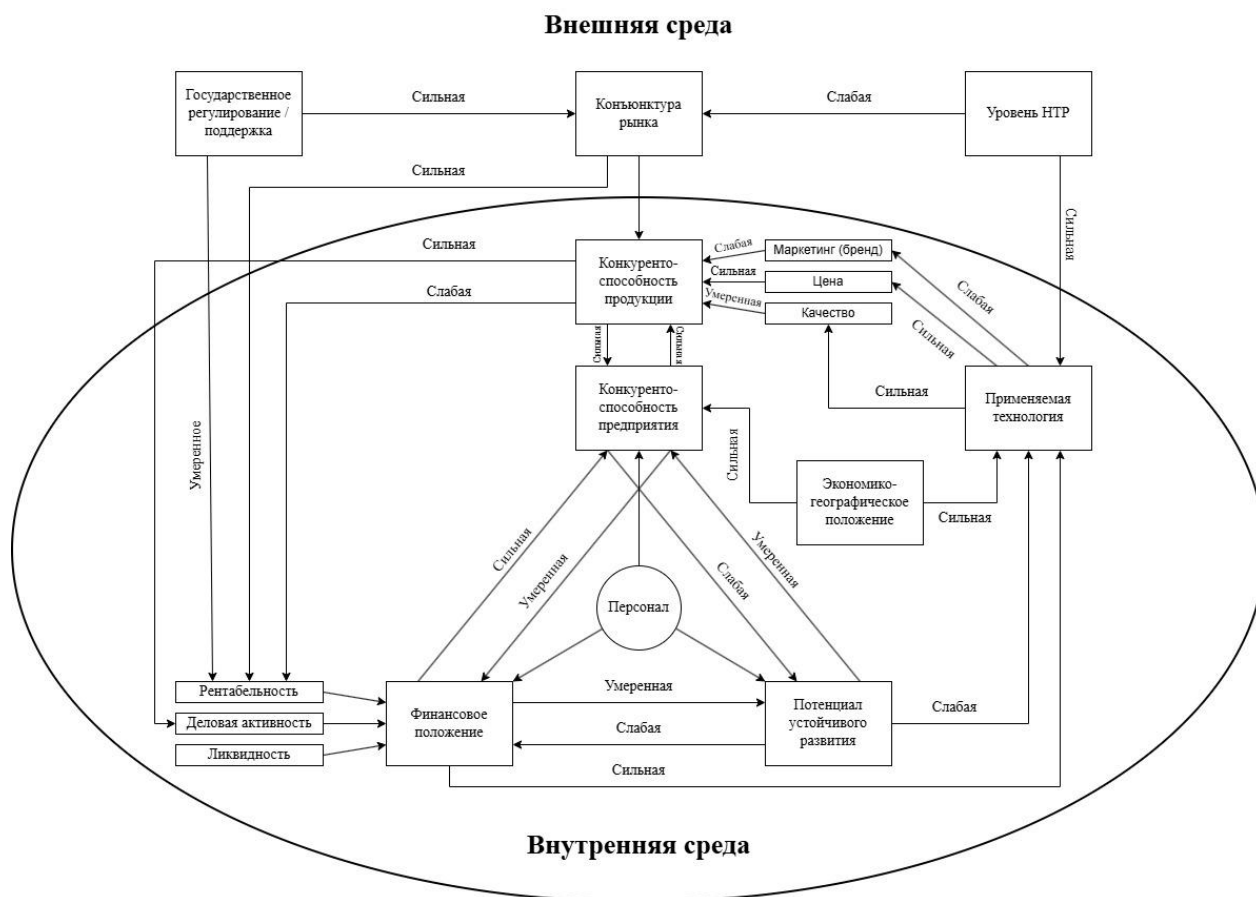 Внешняя среда
Государственное
регулирование /
поддержка
Сильная
Конъюнктура
рынка
Слабая
Уровень НТР
Сильная
Сильная
Сильная
Слабая
Конкуренто-
способность
продукции
Слабая
Сильная
Умеренная
Маркетинг (бренд)
Цена
Качество
Слабая
Сильная
Сильная
Сильная
Сильная
Конкуренто-
способность
предприятия
Применяемая
технология
Умеренное
Сильная
Экономико-
географическое
положение
Сильная
Сильная
Умеренная
Слабая
Умеренная
Персонал
Рентабельность
Деловая активность
Ликвидность
Финансовое
положение
Умеренная
Слабая
Потенциал
устойчивого
развития
Слабая
Сильная
Внутренняя среда